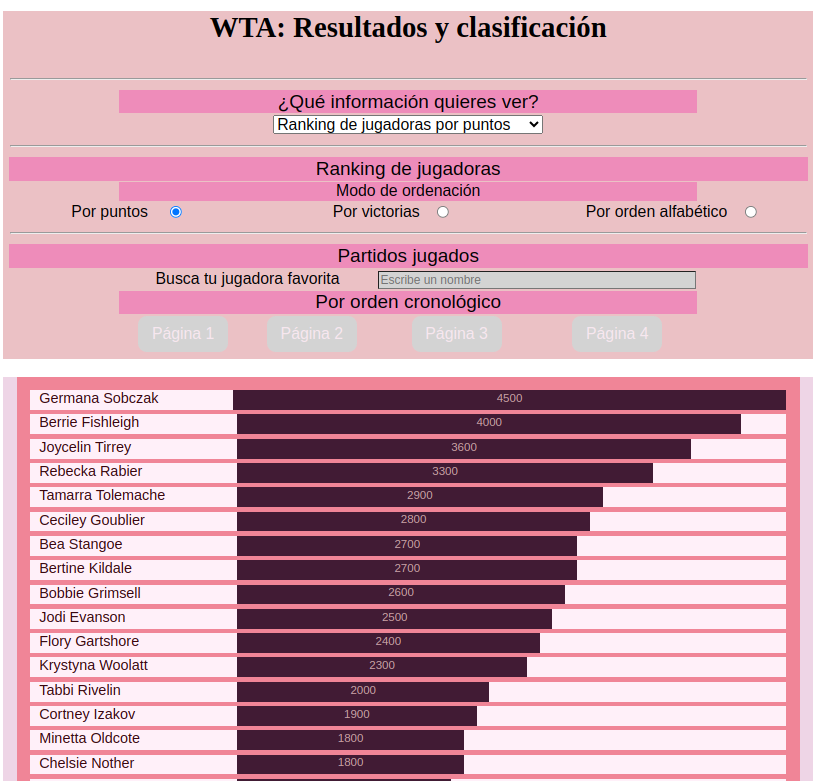 WTA: Resultados y clasificación
¿Qué información quieres ver?
Ranking de jugadoras por puntos
Ranking de jugadoras
Modo de ordenación
Por puntos Por victorias Por orden alfabético
Partidos jugados
Busca tu jugadora favorita Escribe un nombre
Por orden cronológico
Página 1 Página 2 Página 3 Página 4
Germana Sobczak 4500
Berrie Fishleigh 4000
Joycelin Tirrey 3600
Rebecka Rabier 3300
Tamarra Tolemache 2900
Ceciley Goublier 2800
Bea Stangoe 2700
Bertine Kildale 2700
Bobbie Grimsell 2600
Jodi Evanson 2500
Flory Gartshore 2400
Krystyna Woolatt 2300
Tabbi Rivelin 2000
Cortney Izakov 1900
Minetta Oldcote 1800
Chelsie Nother 1800